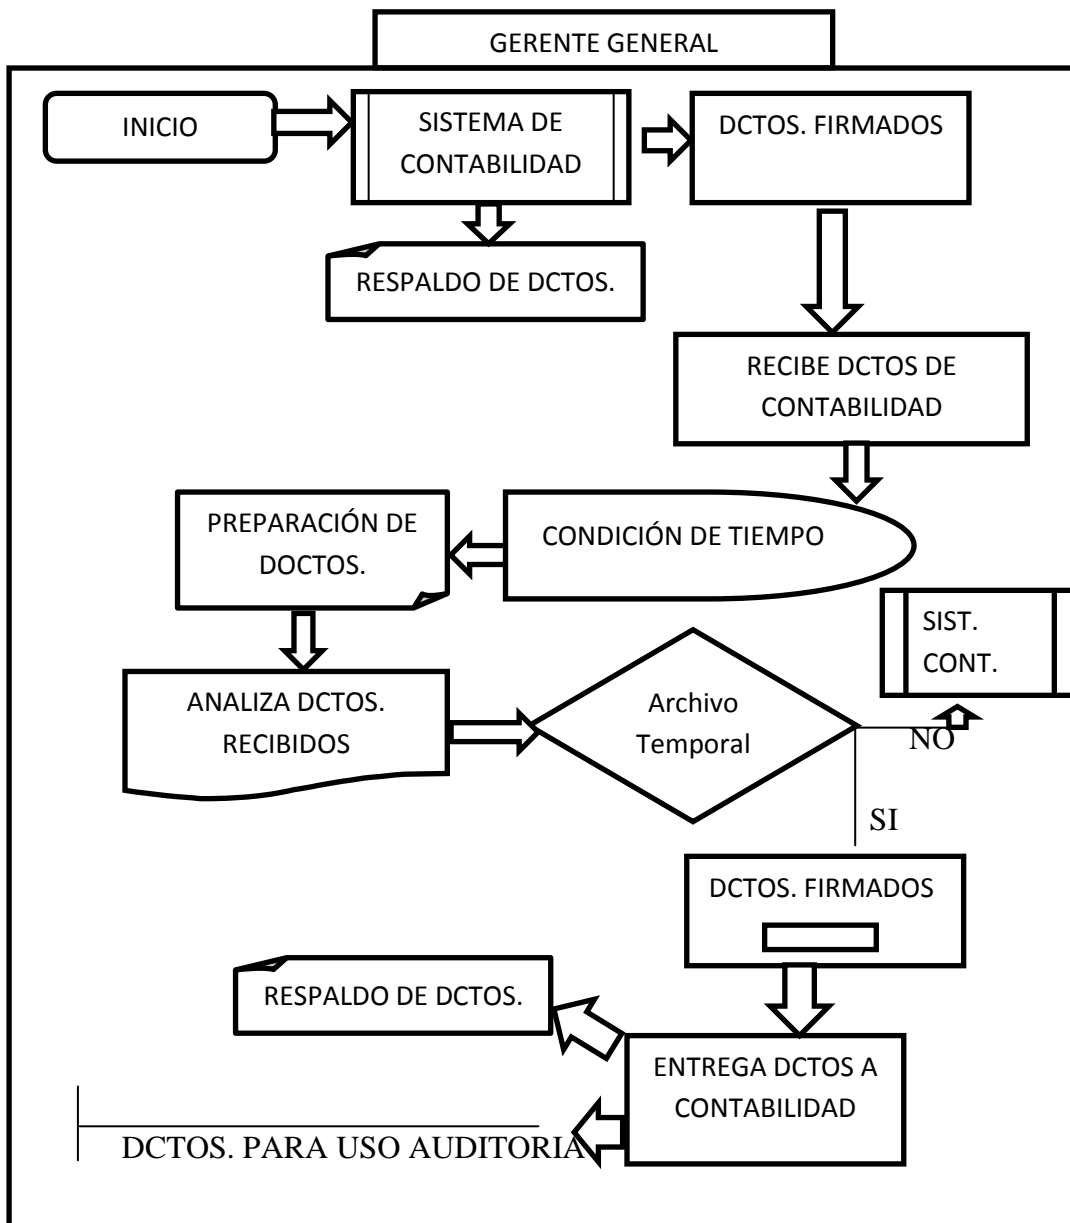 GERENTE GENERAL
INICIO
SISTEMA DE
CONTABILIDAD
DCTOS. FIRMADOS
RESPALDO DE DCTOS.
RECIBE DCTOS DE
CONTABILIDAD
CONDICIÓN DE TIEMPO
PREPARACIÓN DE
DOCTOS.
SIST.
CONT.
ANALIZA DCTOS.
RECIBIDOS
Archivo
Temporal
NO
SI
DCTOS. FIRMADOS
RESPALDO DE DCTOS.
ENTREGA DCTOS A
CONTABILIDAD
DCTOS. PARA USO AUDITORIA